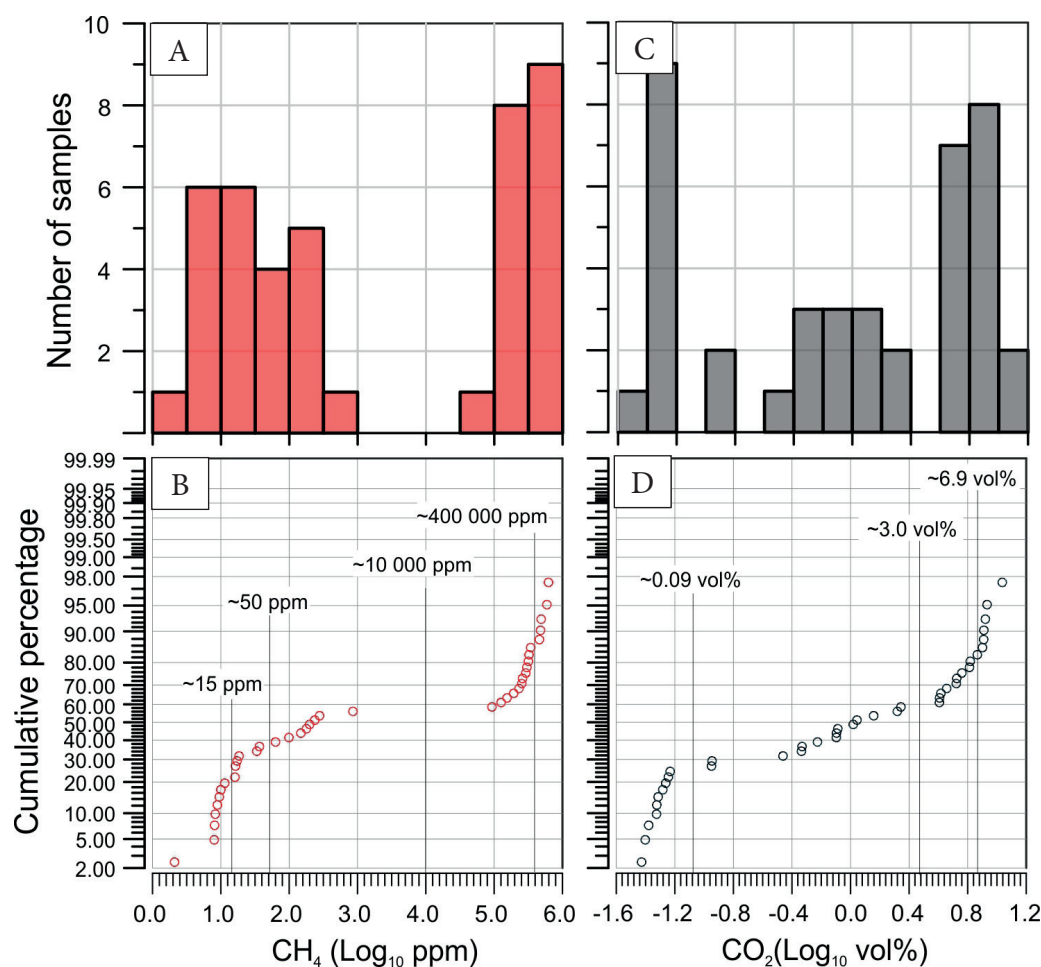 A
C
Number of samples
10
8
6
4
2
B
D
Cumulative percentage
99.99
99.95
99.90
99.80
99.50
99.00
98.00
95.00
90.00
80.00
70.00
60.00
50.00
40.00
30.00
20.00
10.00
5.00
2.00
~400 000 ppm
~10 000 ppm
~50 ppm
~15 ppm
~6.9 vol%
~3.0 vol%
~0.09 vol%
0.0 1.0 2.0 3.0 4.0 5.0 6.0
-1.6 -1.2 -0.8 -0.4 0.0 0.4 0.8 1.2
CH₄ (Log₁₀ ppm)
CO₂(Log₁₀ vol%)